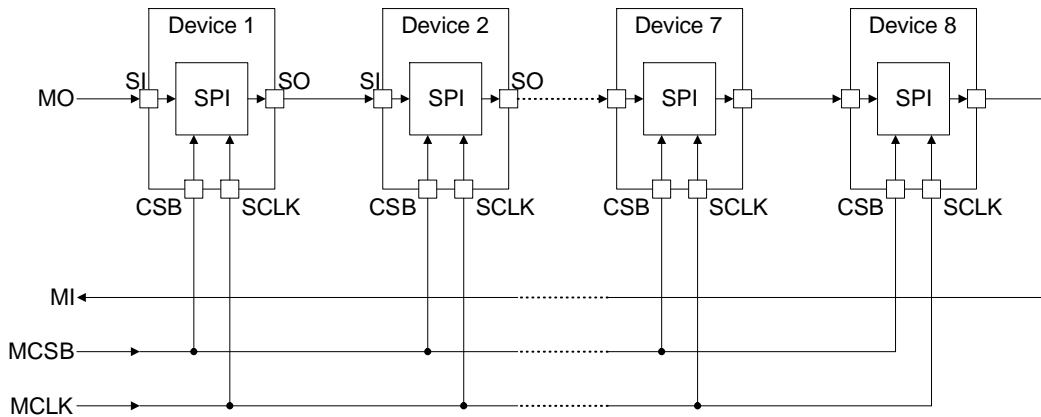 Device 1 Device 2 Device 7 Device 8
SI SO SI SO
MO SPI SPI SPI SPI
CSB SCLK CSB SCLK CSB SCLK CSB SCLK
MI
MCSB
MCLK